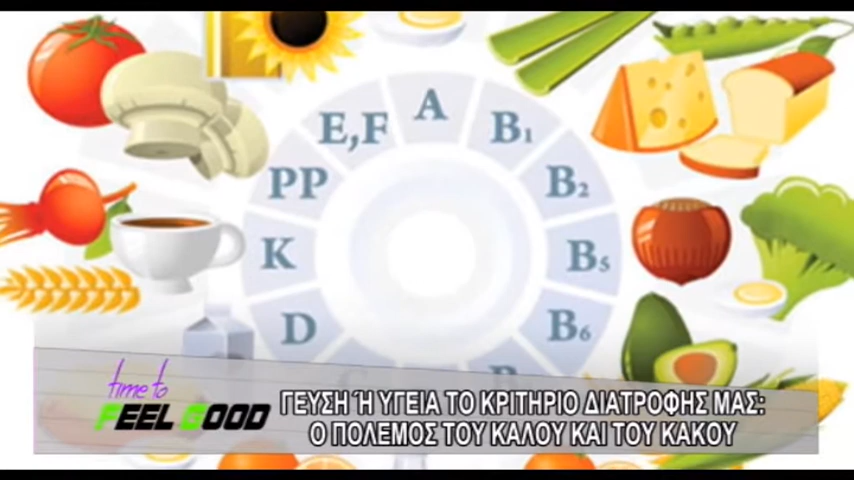 E,F
A
B1
PP
B2
K
B5
D
B6
time to
FEEL GOOD
ΓΕΥΣΗ Ή ΥΓΕΙΑ ΤΟ ΚΡΙΤΗΡΙΟ ΔΙΑΤΡΟΦΗΣ ΜΑΣ:
Ο ΠΟΛΕΜΟΣ ΤΟΥ ΚΑΛΟΥ ΚΑΙ ΤΟΥ ΚΑΚΟΥ